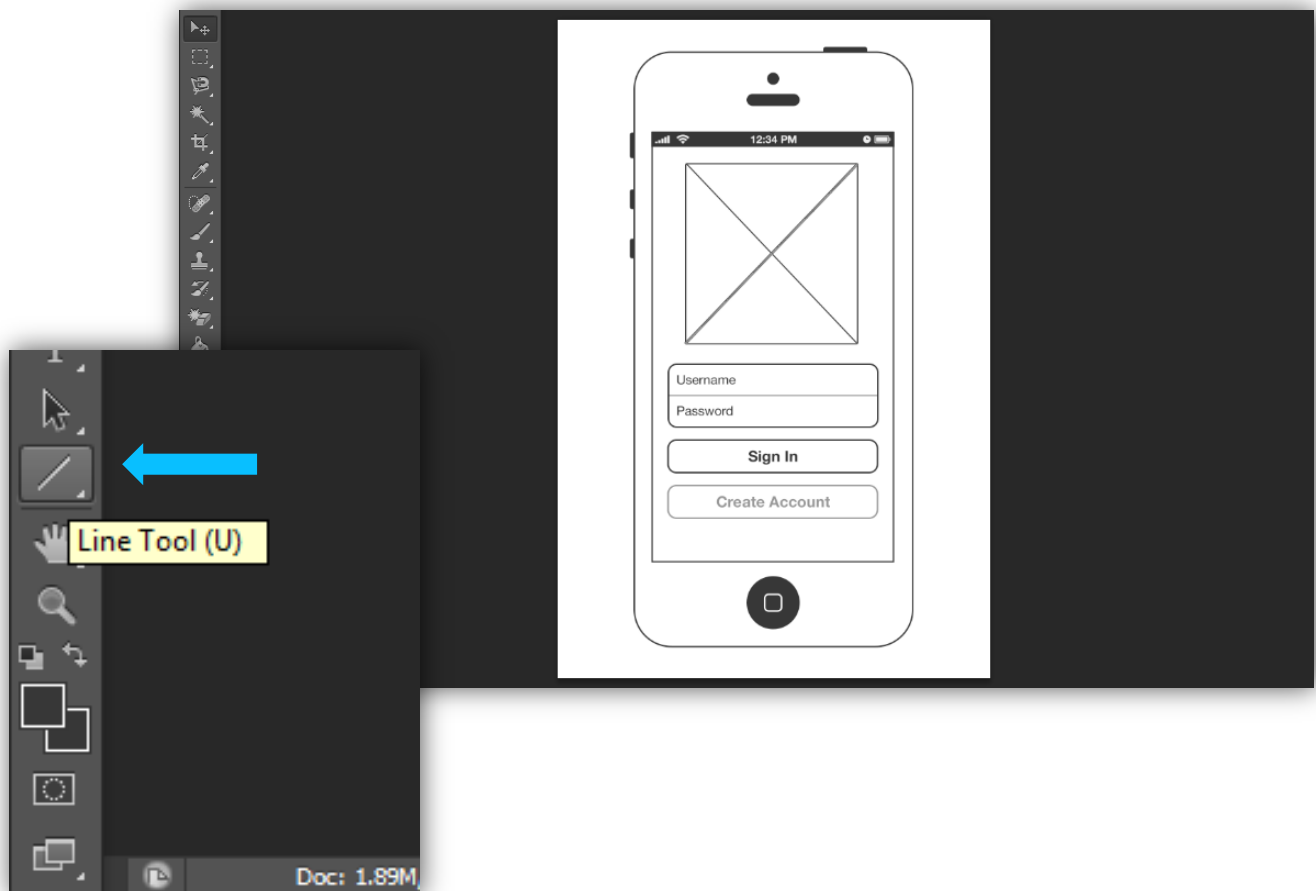 12:34 PM
Username
Password
Sign In
Create Account
Line Tool (U)
Doc: 1.89M